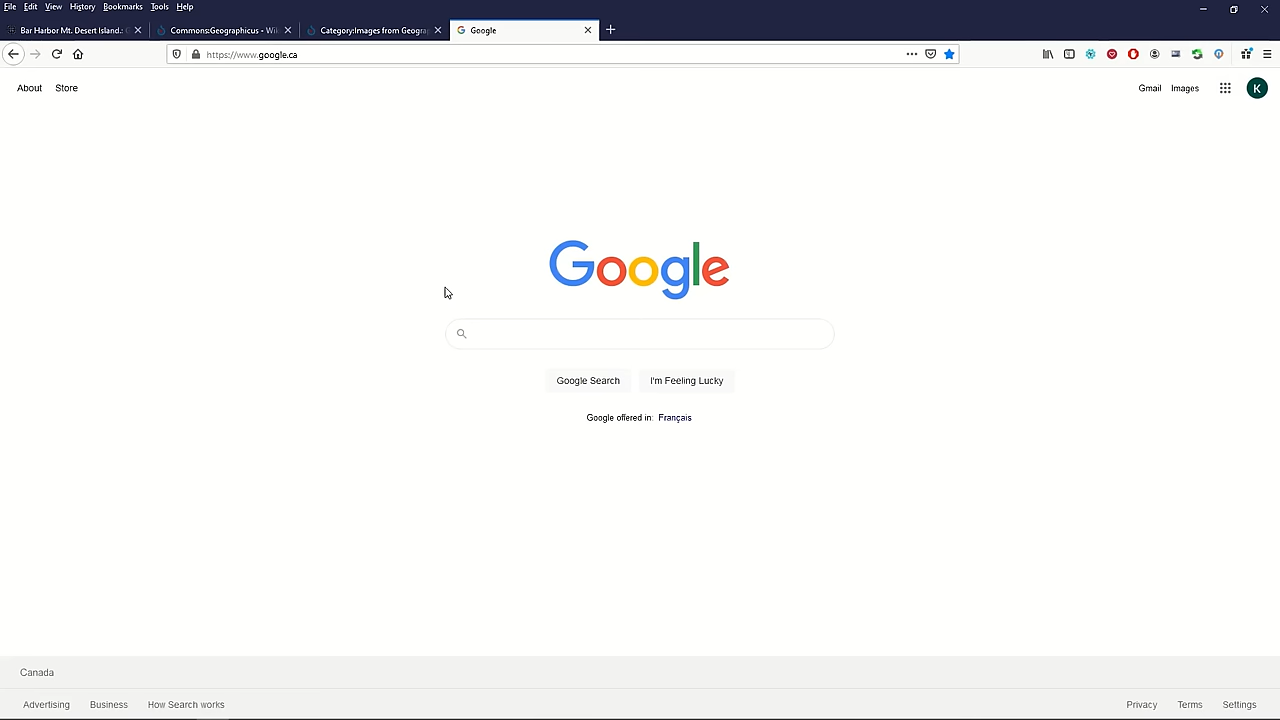 File Edit View History Bookmarks Tools Help
Bar Harbor Mt. Desert Island.: Commons:Geographicus - Wi Category:Images from Geogra Google
https://www.google.ca
About Store Gmail Images K
Google
Google Search I'm Feeling Lucky
Google offered in: Français
Canada
Advertising Business How Search works Privacy Terms Settings